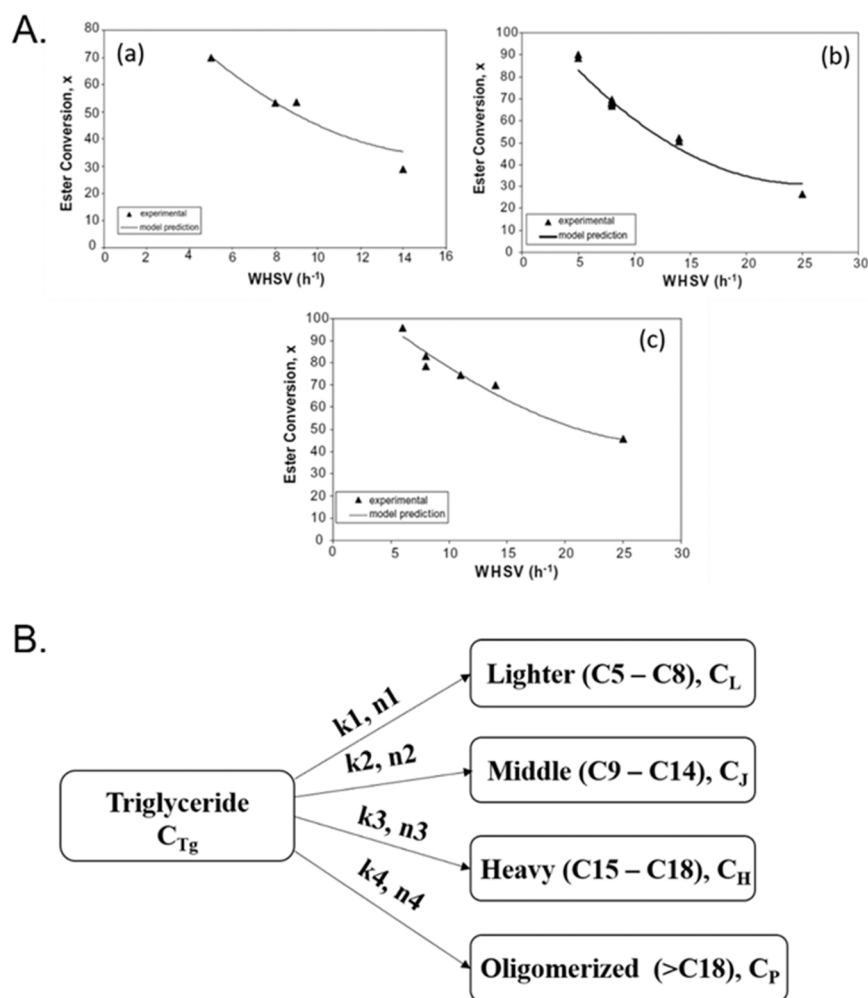 A.
(a)
80
70
60
50
40
30
20
10
0
Ester Conversion, x
experimental
model prediction
0 2 4 6 8 10 12 14 16
WHSV (h⁻¹)
(b)
100
90
80
70
60
50
40
30
20
10
0
Ester Conversion, x
experimental
model prediction
0 5 10 15 20 25 30
WHSV (h⁻¹)
(c)
100
90
80
70
60
50
40
30
20
10
0
Ester Conversion, x
experimental
model prediction
0 5 10 15 20 25 30
WHSV (h⁻¹)
B.
Triglyceride
C_Tg
k1, n1
k2, n2
k3, n3
k4, n4
Lighter (C5 – C8), C_L
Middle (C9 – C14), C_J
Heavy (C15 – C18), C_H
Oligomerized (>C18), C_P